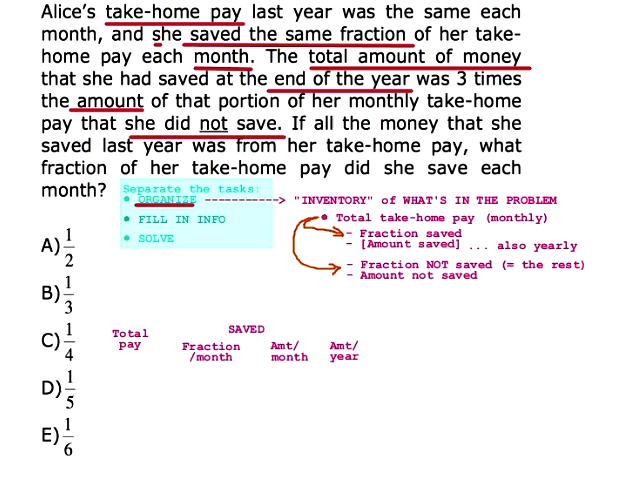 Alice's take-home pay last year was the same each
month, and she saved the same fraction of her take-
home pay each month. The total amount of money
that she had saved at the end of the year was 3 times
the amount of that portion of her monthly take-home
pay that she did not save. If all the money that she
saved last year was from her take-home pay, what
fraction of her take-home pay did she save each
month?
Separate the tasks:
• ORGANIZE -----------> "INVENTORY" of WHAT'S IN THE PROBLEM
• FILL IN INFO
• SOLVE
• Total take-home pay (monthly)
- Fraction saved
- [Amount saved] ... also yearly
- Fraction NOT saved (= the rest)
- Amount not saved
A) 1/2
B) 1/3
C) 1/4
D) 1/5
E) 1/6
Total
pay
SAVED
Fraction
/month
Amt/
month
Amt/
year